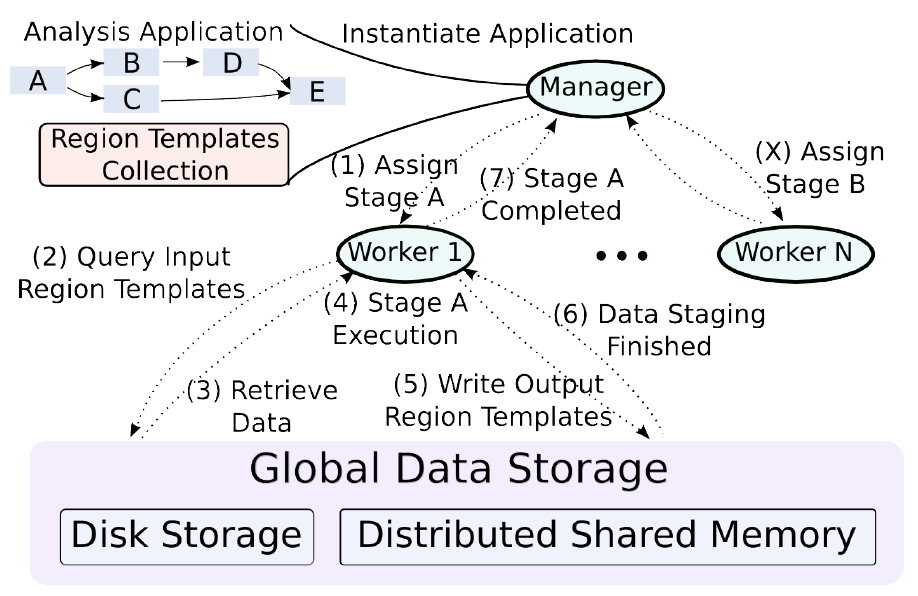 Analysis Application
Instantiate Application
A
B
D
C
E
Manager
Region Templates
Collection
(1) Assign
Stage A
(7) Stage A
Completed
(X) Assign
Stage B
Worker 1
•••
Worker N
(2) Query Input
Region Templates
(4) Stage A
Execution
(6) Data Staging
Finished
(3) Retrieve
Data
(5) Write Output
Region Templates
Global Data Storage
Disk Storage
Distributed Shared Memory